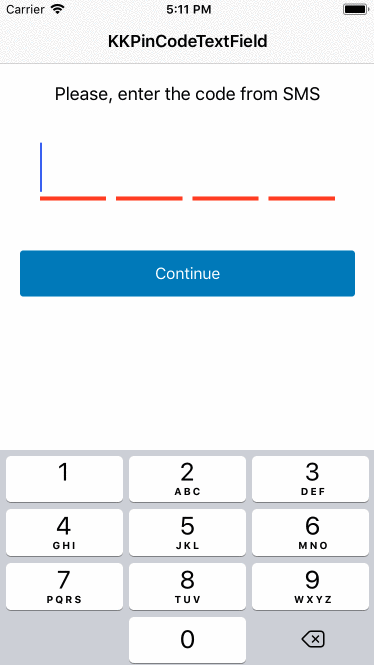 Carrier 5:11 PM
KKPinCodeTextField
Please, enter the code from SMS
Continue
1 2 3
ABC DEF
4 5 6
GHI JKL MNO
7 8 9
PQRS TUV WXYZ
0